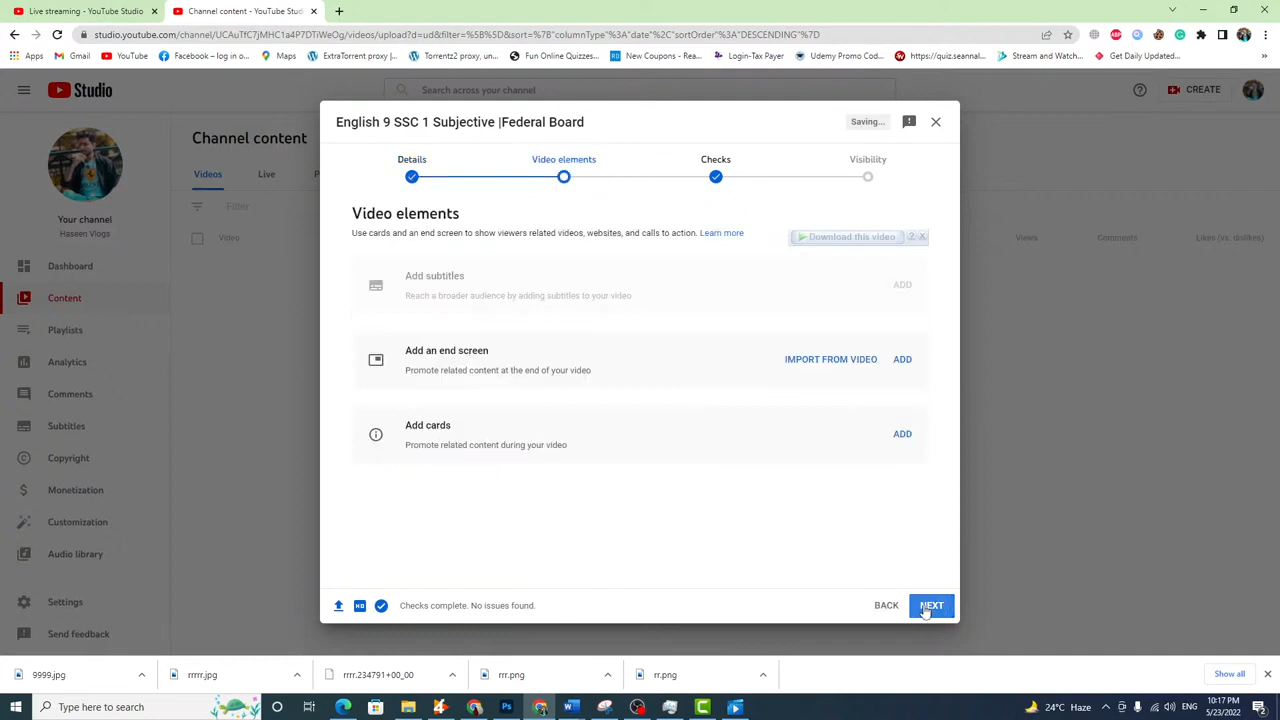 Live streaming - YouTube Studio
Channel content - YouTube Studio
studio.youtube.com/channel/UCAuTfC7jMHC1a4P7DTiWeOg/videos/upload?d=ud&filter=%5B%5D&sort=%7B"columnType"%3A"date"%2C"sortOrder"%3A"DESCENDING"%7D
Apps
Gmail
YouTube
Facebook – log in o...
Maps
ExtraTorrent proxy |...
Torrentz2 proxy, un...
Fun Online Quizzes...
New Coupons - Rea...
Login-Tax Payer
Udemy Promo Cod...
https://quiz.seannal...
Stream and Watch...
Get Daily Updated...
»
Studio
Search across your channel
CREATE
Your channel
Haseen Vlogs
Dashboard
Content
Playlists
Analytics
Comments
Subtitles
Copyright
Monetization
Customization
Audio library
Settings
Send feedback
Channel content
Videos
Live
P
Filter
Video
Views
Comments
Likes (vs. dislikes)
English 9 SSC 1 Subjective |Federal Board
Saving...
Details
Video elements
Checks
Visibility
Video elements
Use cards and an end screen to show viewers related videos, websites, and calls to action. Learn more
Download this video ? X
Add subtitles
Reach a broader audience by adding subtitles to your video
ADD
Add an end screen
Promote related content at the end of your video
IMPORT FROM VIDEO
ADD
Add cards
Promote related content during your video
ADD
HD
Checks complete. No issues found.
BACK
NEXT
9999.jpg
rrrrr.jpg
rrrr.234791+00_00
rrr.png
rr.png
Show all
Type here to search
24°C Haze
10:17 PM
5/23/2022